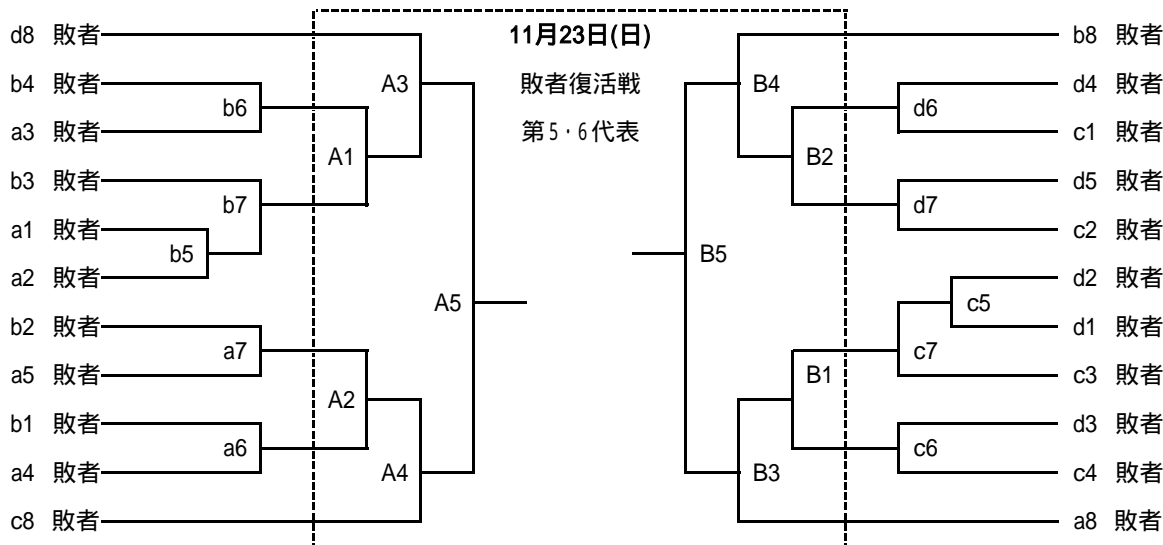 d8 敗者
b4 敗者
a3 敗者
b3 敗者
a1 敗者
a2 敗者
b2 敗者
a5 敗者
b1 敗者
a4 敗者
c8 敗者
b6
b7
b5
a7
a6
A1
A2
A3
A4
A5
11月23日(日)
敗者復活戦
第5・6代表
B5
B4
B3
B2
B1
d6
d7
c5
c7
c6
b8 敗者
d4 敗者
c1 敗者
d5 敗者
c2 敗者
d2 敗者
d1 敗者
c3 敗者
d3 敗者
c4 敗者
a8 敗者